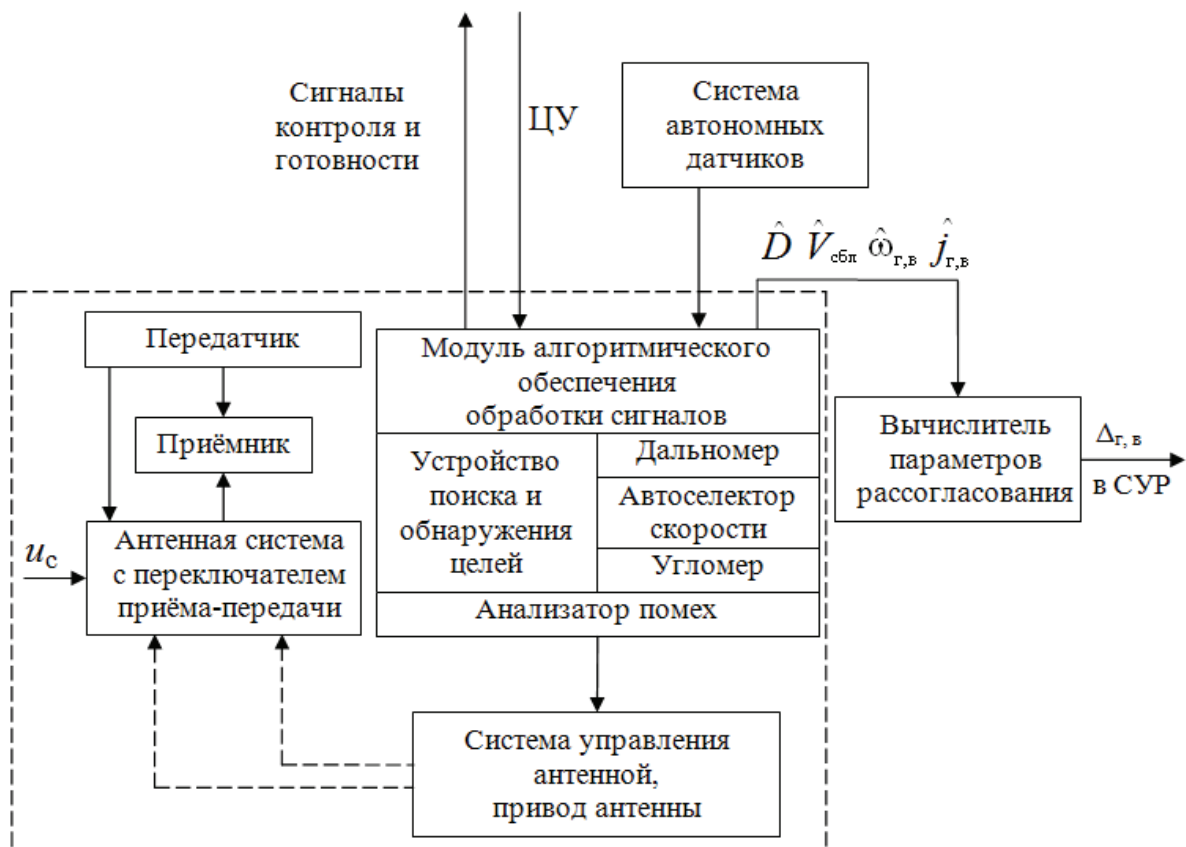 Сигналы
контроля и
готовности
ЦУ
Система
автономных
датчиков
D̂ V̂сбл ω̂г,в ĵг,в
Передатчик
Приёмник
Антенная система
с переключателем
приёма-передачи
uс
Модуль алгоритмического
обеспечения
обработки сигналов
Устройство
поиска и
обнаружения
целей
Дальномер
Автоселектор
скорости
Угломер
Анализатор помех
Вычислитель
параметров
рассогласования
Δг, в
в СУР
Система управления
антенной,
привод антенны